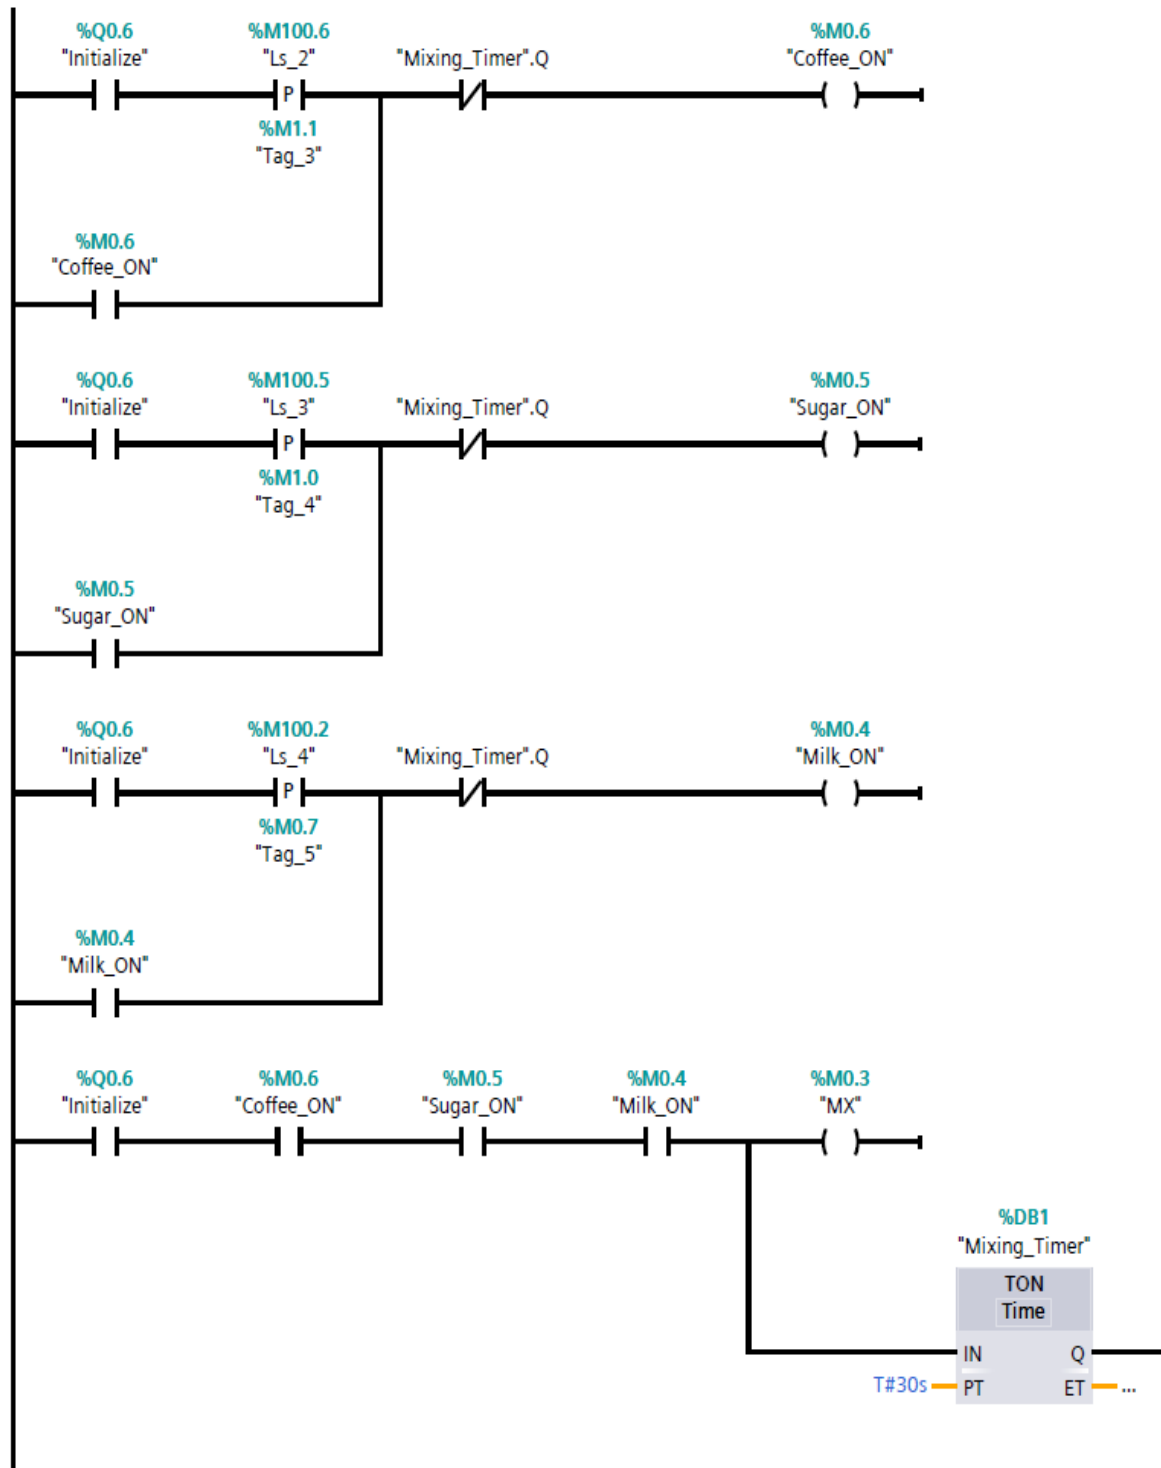 %Q0.6 %M100.6 %M0.6
"Initialize" "Ls_2" "Mixing_Timer".Q "Coffee_ON"
P
%M1.1
"Tag_3"
%M0.6
"Coffee_ON"
%Q0.6 %M100.5 %M0.5
"Initialize" "Ls_3" "Mixing_Timer".Q "Sugar_ON"
P
%M1.0
"Tag_4"
%M0.5
"Sugar_ON"
%Q0.6 %M100.2 %M0.4
"Initialize" "Ls_4" "Mixing_Timer".Q "Milk_ON"
P
%M0.7
"Tag_5"
%M0.4
"Milk_ON"
%Q0.6 %M0.6 %M0.5 %M0.4 %M0.3
"Initialize" "Coffee_ON" "Sugar_ON" "Milk_ON" "MX"
%DB1
"Mixing_Timer"
TON
Time
IN Q
T#30s PT ET ...